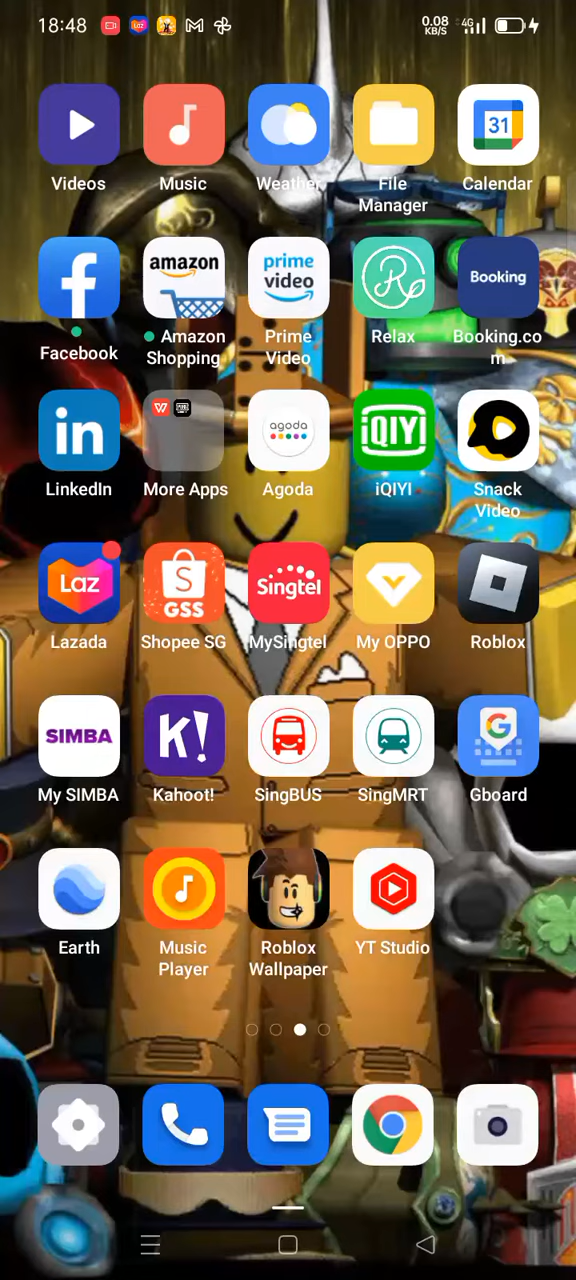 18:48
0.08
KB/S
4G
31
Videos
Music
Weather
File
Manager
Calendar
amazon
prime
video
R
Booking
Facebook
Amazon
Shopping
Prime
Video
Relax
Booking.co
m
in
agoda
iQIYI
LinkedIn
More Apps
Agoda
iQIYI
Snack
Video
Laz
S
GSS
Singtel
Lazada
Shopee SG
MySingtel
My OPPO
Roblox
SIMBA
K!
G
My SIMBA
Kahoot!
SingBUS
SingMRT
Gboard
Earth
Music
Player
Roblox
Wallpaper
YT Studio